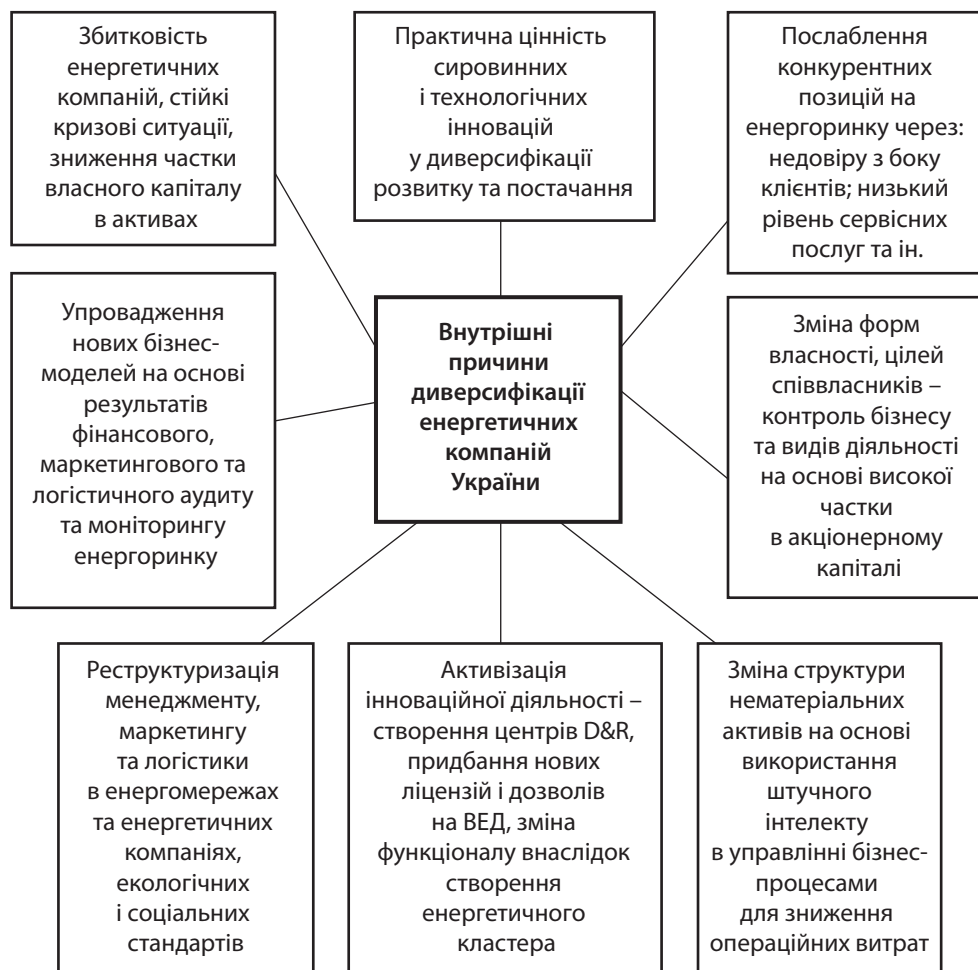 Збитковість
енергетичних
компаній, стійкі
кризові ситуації,
зниження частки
власного капіталу
в активах
Практична цінність
сировинних
і технологічних
інновацій
у диверсифікації
розвитку та постачання
Послаблення
конкурентних
позицій на
енергоринку через:
недовіру з боку
клієнтів; низький
рівень сервісних
послуг та ін.
Упровадження
нових бізнес-
моделей на основі
результатів
фінансового,
маркетингового та
логістичного аудиту
та моніторингу
енергоринку
Внутрішні
причини
диверсифікації
енергетичних
компаній
України
Зміна форм
власності, цілей
співвласників –
контроль бізнесу
та видів діяльності
на основі високої
частки
в акціонерному
капіталі
Реструктуризація
менеджменту,
маркетингу
та логістики
в енергомережах
та енергетичних
компаніях,
екологічних
і соціальних
стандартів
Активізація
інноваційної діяльності –
створення центрів D&R,
придбання нових
ліцензій і дозволів
на ВЕД, зміна
функціоналу внаслідок
створення
енергетичного
кластера
Зміна структури
нематеріальних
активів на основі
використання
штучного
інтелекту
в управлінні бізнес-
процесами
для зниження
операційних витрат